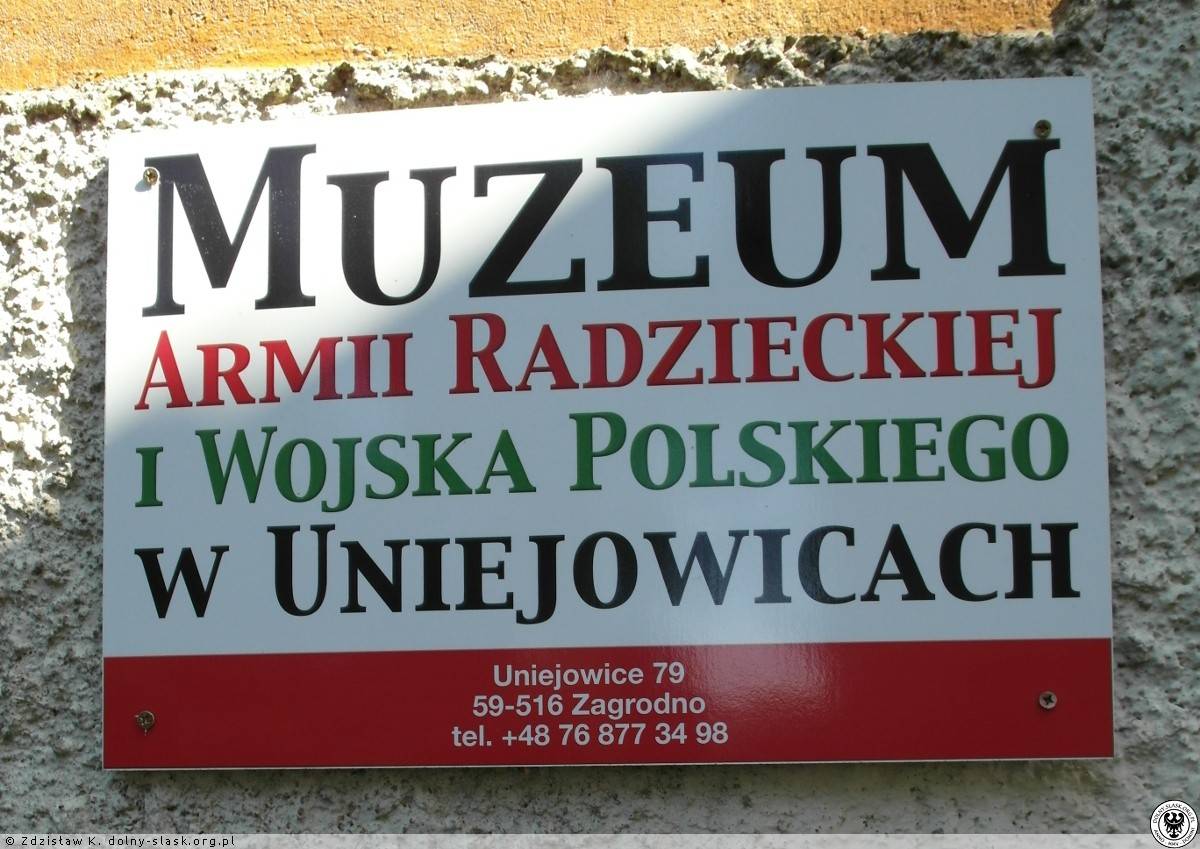 MUZEUM
ARMII RADZIECKIEJ
I WOJSKA POLSKIEGO
W UNIEJOWICACH
Uniejowice 79
59-516 Zagrodno
tel. +48 76 877 34 98
© Zdzisław K. dolny-slask.org.pl